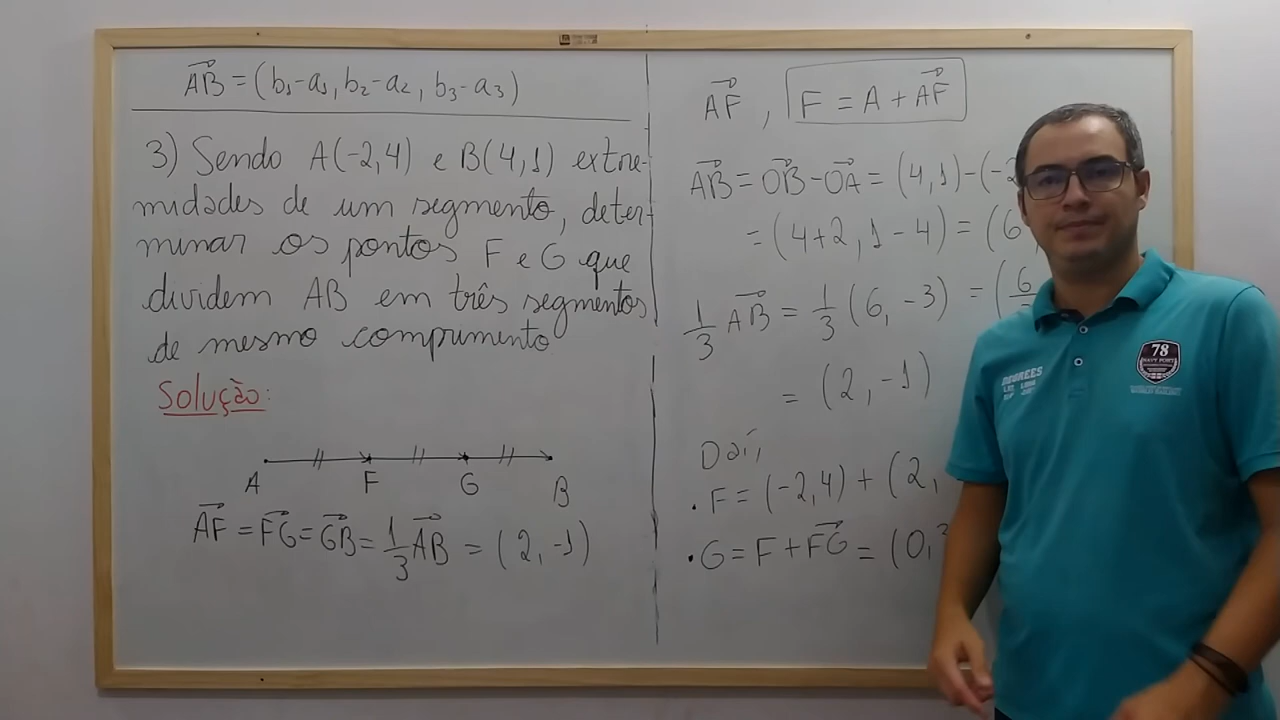 AB = (b1-a1, b2-a2, b3-a3)
3) Sendo A(-2,4) e B(4,1) extre-
midades de um segmento, deter-
minar os pontos F e G que
dividem AB em três segmentos
de mesmo comprimento
Solução:
A F G B
AF = FG = GB = 1/3 AB = (2, -1)
AF , F = A + AF
AB = OB - OA = (4,1)-(-2
= (4+2, 1-4) = (6
1/3 AB = 1/3 (6, -3) = (6
= (2, -1)
Daí,
• F = (-2,4) + (2,
• G = F + FG = (0,
78
NAVY PORT
DEGREES